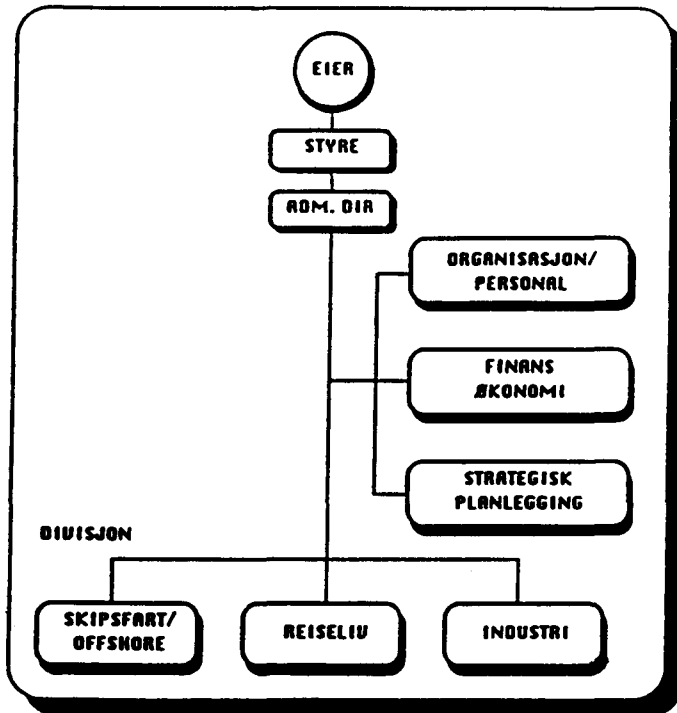 EIER
STYRE
ADM. DIR
ORGANISASJON/
PERSONAL
FINANS
ØKONOMI
STRATEGISK
PLANLEGGING
DIVISJON
SKIPSFART/
OFFSHORE
REISELIV
INDUSTRI